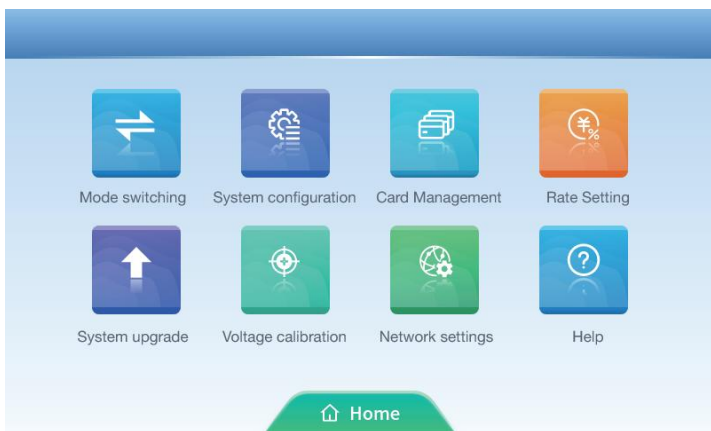 ¥
%
Mode switching
System configuration
Card Management
Rate Setting
?
System upgrade
Voltage calibration
Network settings
Help
Home